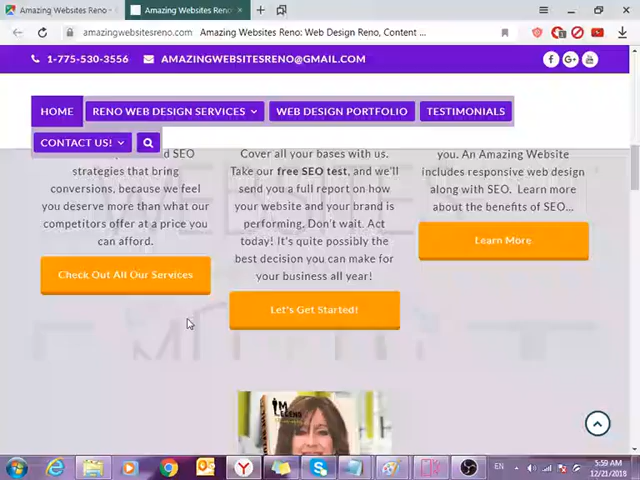 Amazing Websites Reno -
Amazing Websites Reno
amazingwebsitesreno.com Amazing Websites Reno: Web Design Reno, Content ...
1-775-530-3556 AMAZINGWEBSITESRENO@GMAIL.COM
HOME RENO WEB DESIGN SERVICES WEB DESIGN PORTFOLIO TESTIMONIALS
CONTACT US!
SEO
strategies that bring
conversions, because we feel
you deserve more than what our
competitors offer at a price you
can afford.
Check Out All Our Services
Cover all your bases with us.
Take our free SEO test, and we'll
send you a full report on how
your website and your brand is
performing. Don't wait. Act
today! It's quite possibly the
best decision you can make for
your business all year!
Let's Get Started!
you. An Amazing Website
includes responsive web design
along with SEO. Learn more
about the benefits of SEO...
Learn More
EN 5:59 AM
12/21/2018